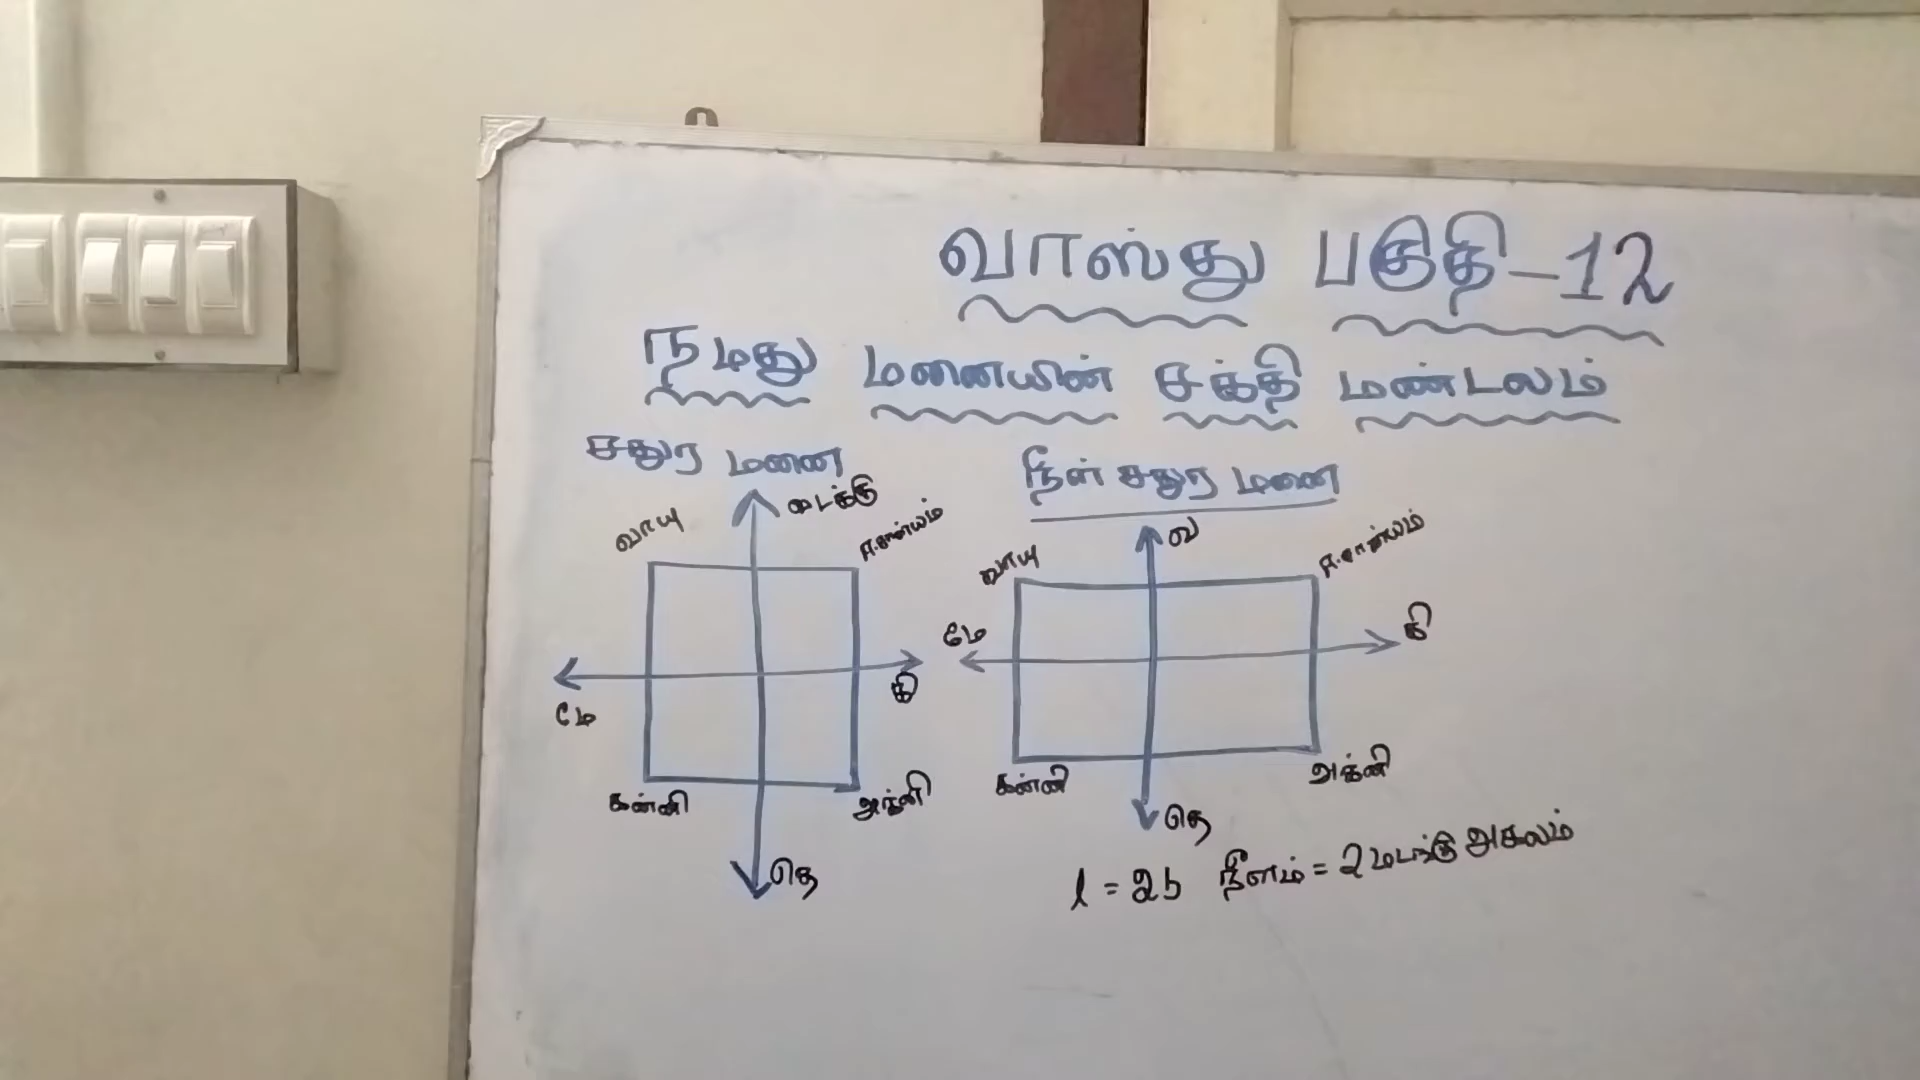 வாஸ்து பகுதி-12
நமது மனையின் சக்தி மண்டலம்
சதுர மனை
வடக்கு
வாயு
ஈசான்யம்
மே
கி
கன்னி
அக்னி
தெ
நீள் சதுர மனை
வ
வாயு
ஈசான்யம்
மே
கி
கன்னி
அக்னி
தெ
l = 2b நீளம் = 2 மடங்கு அகலம்